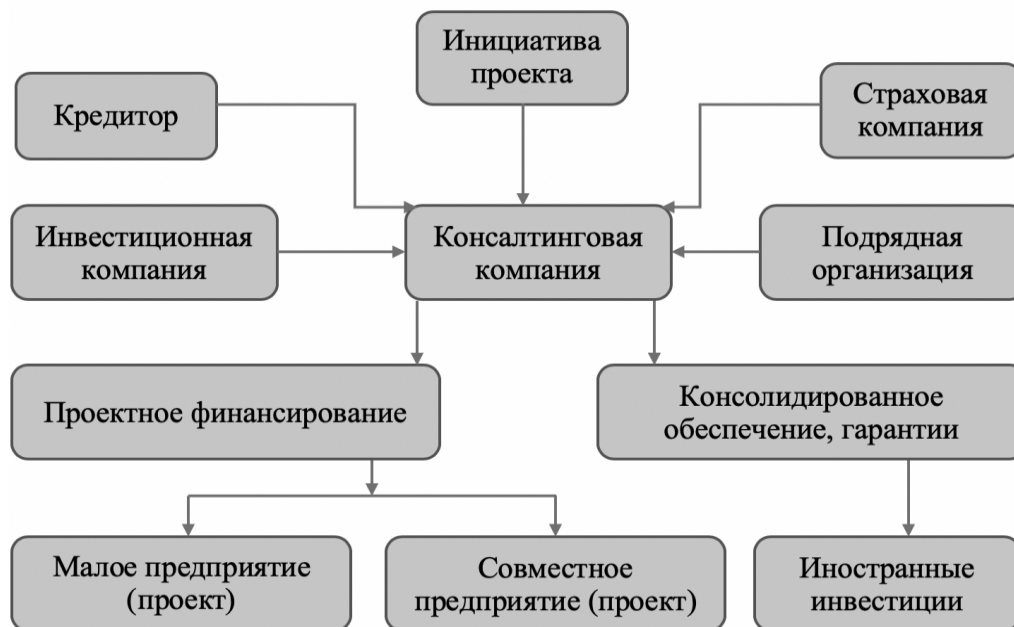 Инициатива
проекта
Кредитор
Страховая
компания
Инвестиционная
компания
Консалтинговая
компания
Подрядная
организация
Проектное финансирование
Консолидированное
обеспечение, гарантии
Малое предприятие
(проект)
Совместное
предприятие (проект)
Иностранные
инвестиции